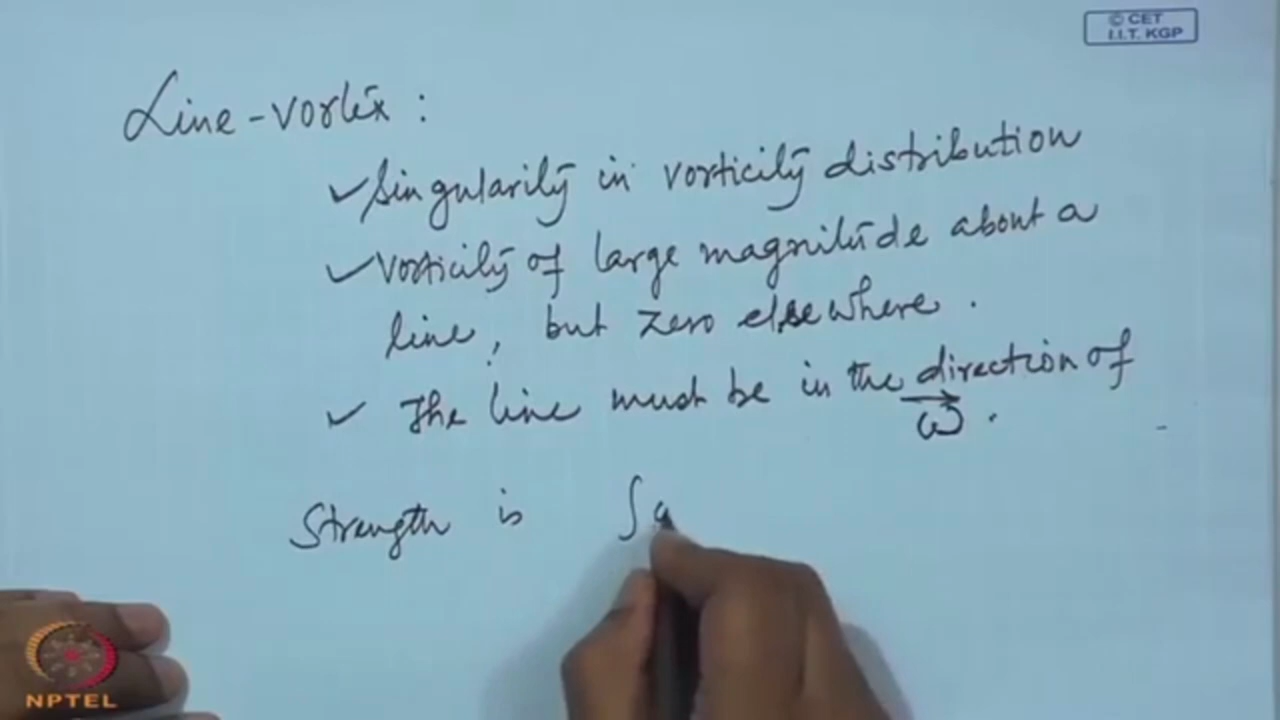 © CET
I.I.T. KGP
Line-vortex :
✓ Singularity in vorticity distribution
✓ Vorticity of large magnitude about a
line, but zero elsewhere .
✓ The line must be in the direction of
ω⃗ .
Strength is ∫
NPTEL